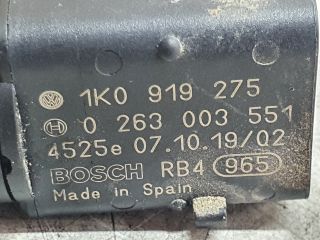 1K0 919 275
0 263 003 551
4525e 07.10.19/02
BOSCH RB4 965
Made in Spain